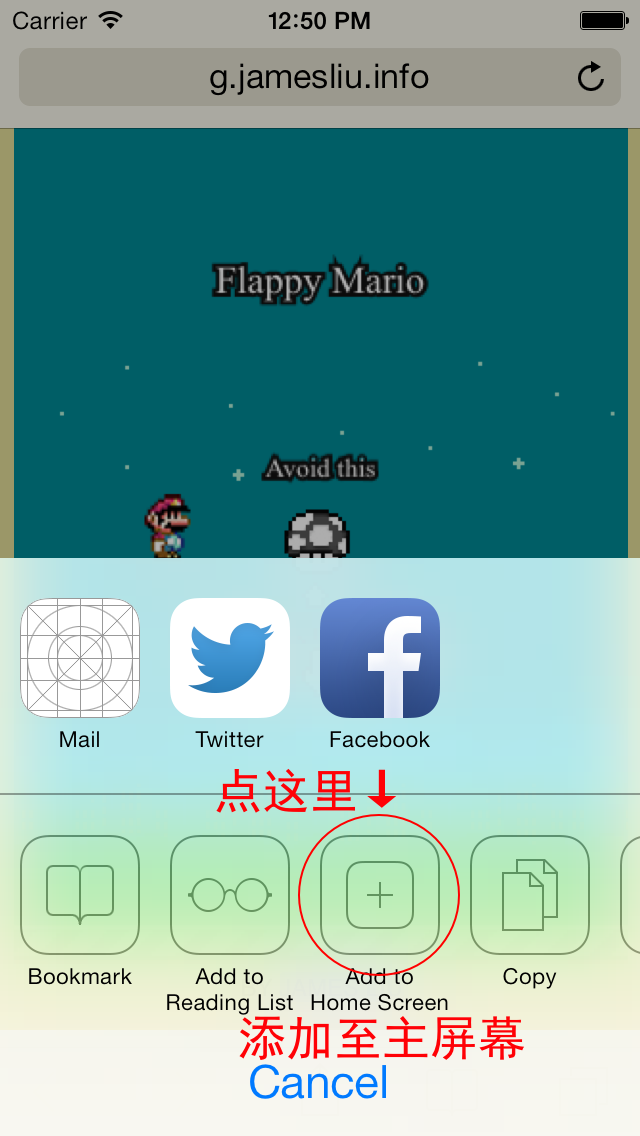 Carrier 12:50 PM
g.jamesliu.info
Flappy Mario
Avoid this
Mail Twitter Facebook
点这里⬇
Bookmark Add to Reading List Add to Home Screen Copy
添加至主屏幕
Cancel